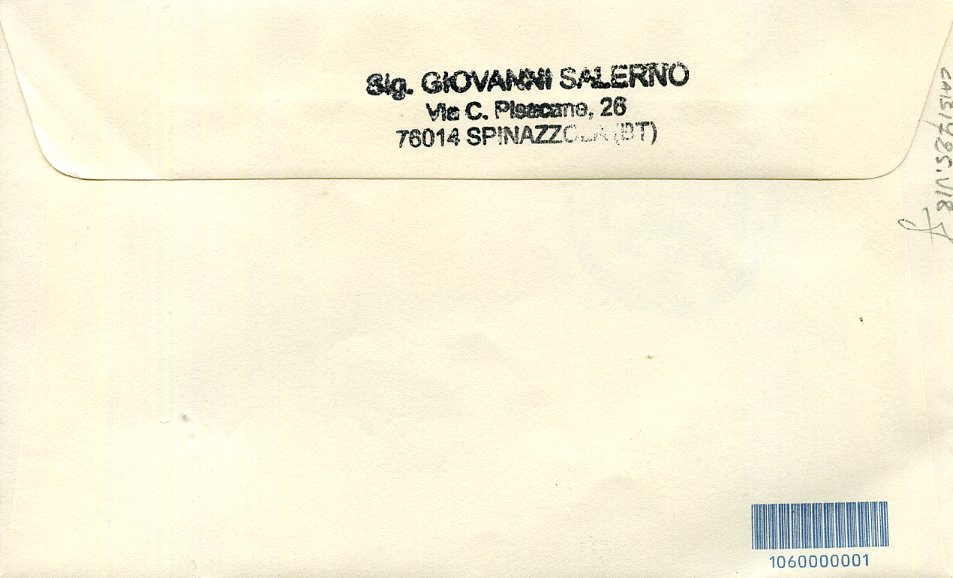 Sig. GIOVANNI SALERNO
Via C. Pisacane, 26
76014 SPINAZZOLA (BT)
1060000001